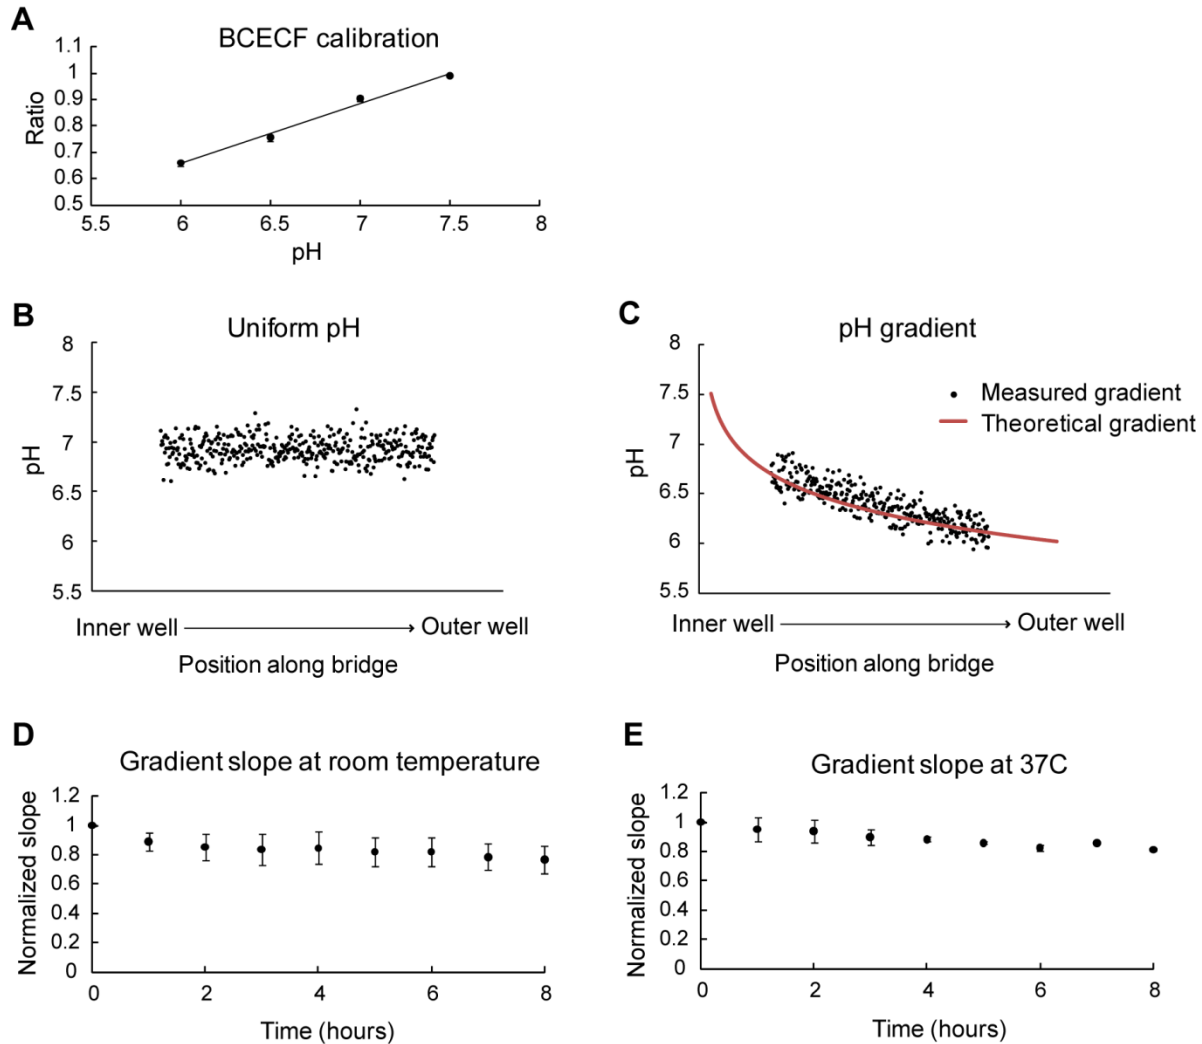 A
BCECF calibration
1.1
1
0.9
0.8
0.7
0.6
0.5
Ratio
5.5 6 6.5 7 7.5 8
pH
B
Uniform pH
8
7.5
7
6.5
6
5.5
pH
Inner well Outer well
Position along bridge
C
pH gradient
8
7.5
7
6.5
6
5.5
pH
Measured gradient
Theoretical gradient
Inner well Outer well
Position along bridge
D
Gradient slope at room temperature
1.2
1
0.8
0.6
0.4
0.2
0
Normalized slope
0 2 4 6 8
Time (hours)
E
Gradient slope at 37C
1.2
1
0.8
0.6
0.4
0.2
0
Normalized slope
0 2 4 6 8
Time (hours)